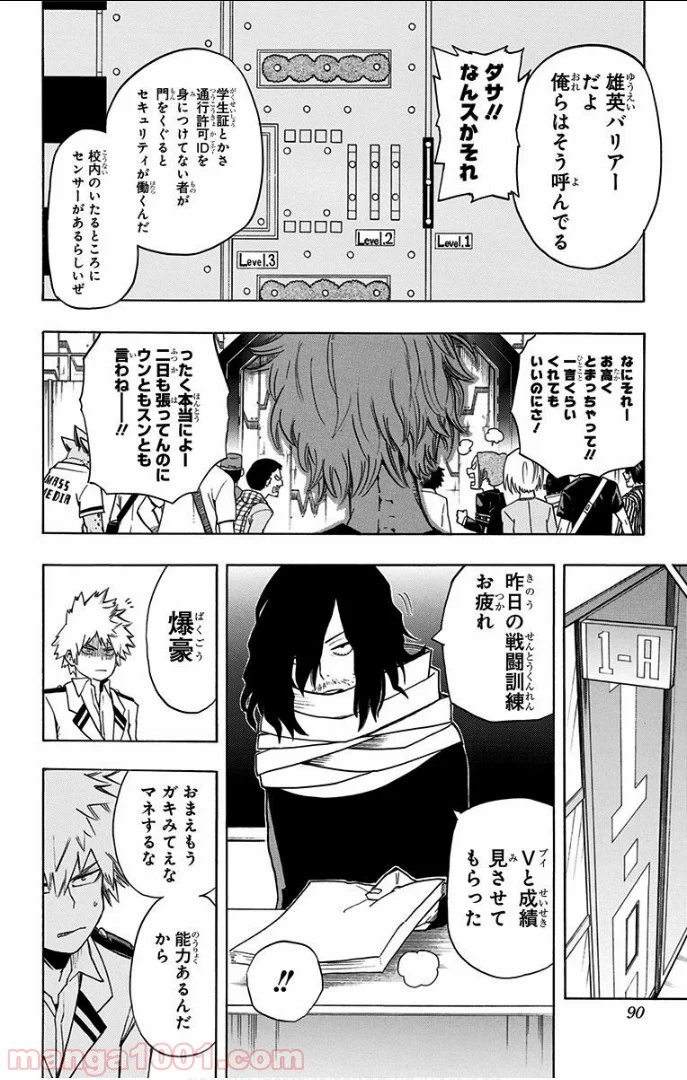 雄英バリアー
だよ
俺らはそう呼んでる
ダサ!!
なんスかそれ
学生証とかさ
通行許可IDを
身につけてない者が
門をくぐると
セキュリティが働くんだ
校内のいたるところに
センサーがあるらしいぜ
Level.1
Level.2
Level.3
なにそれー
お高く
とまっちゃって!!
一言くらい
くれても
いいのにさ!
ったく本当によー
二日も張ってんのに
ウンともスンとも
言わねー!!
MASS
MEDIA
1-A
1-A
昨日の戦闘訓練
お疲れ
Vと成績
見させて
もらった
!!
爆豪
おまえもう
ガキみてえな
マネするな
能力あるんだ
から
90
manga1001.com